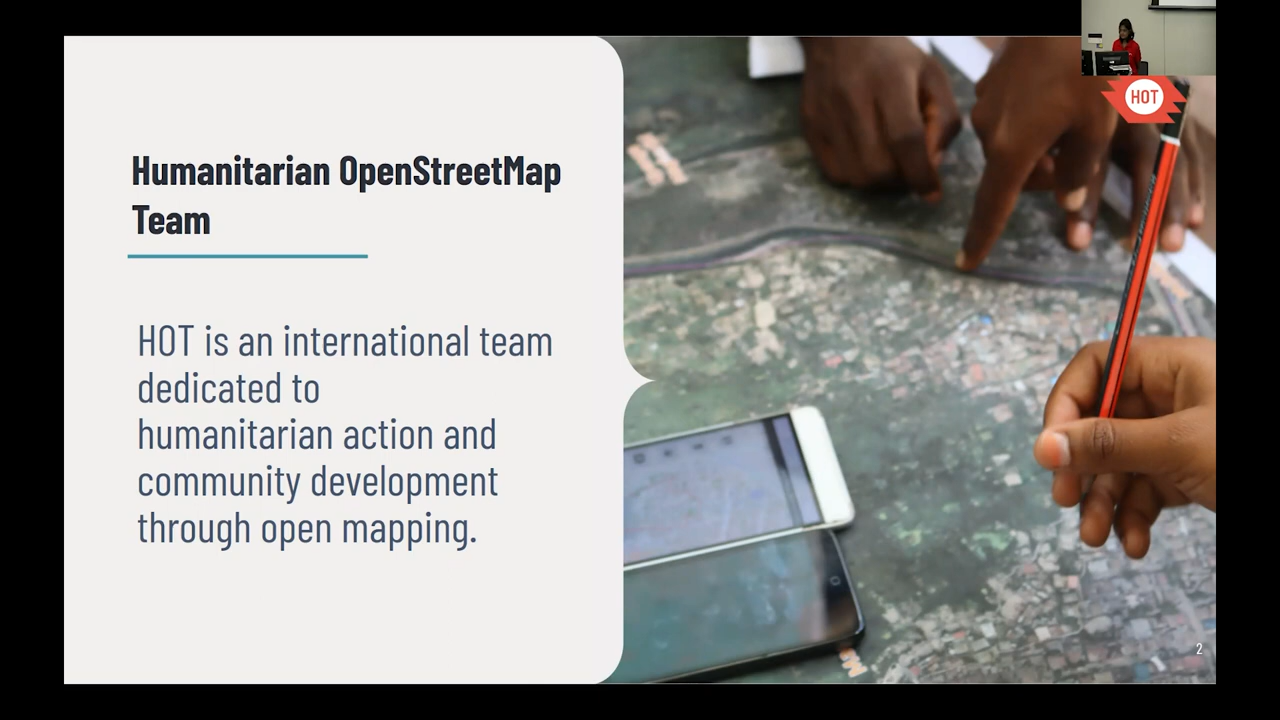 Humanitarian OpenStreetMap
Team
HOT is an international team
dedicated to
humanitarian action and
community development
through open mapping.
HOT
2